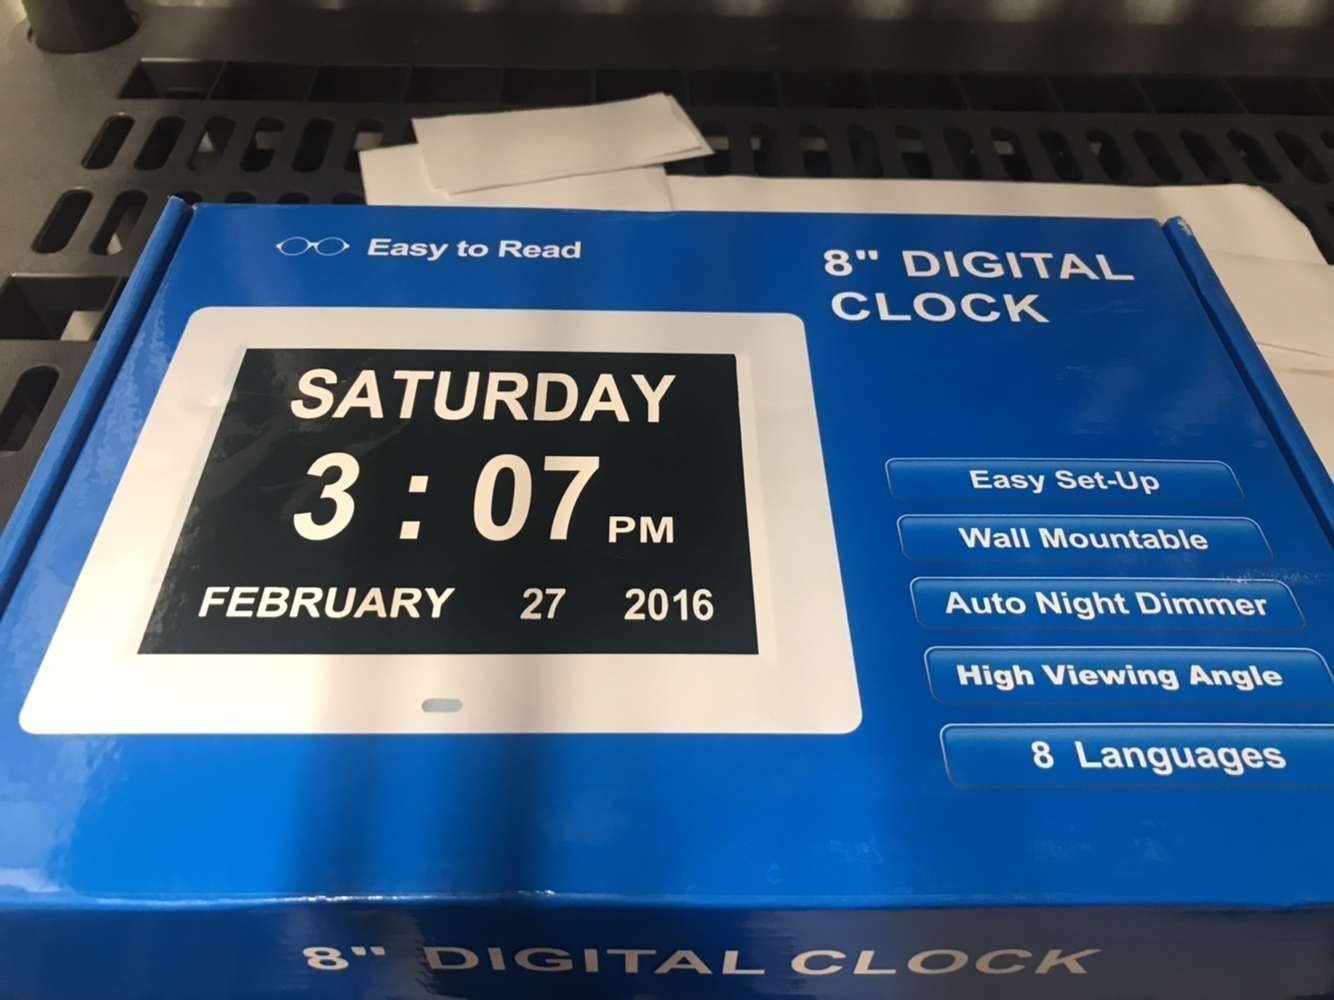 Easy to Read
8" DIGITAL
CLOCK
SATURDAY
3 : 07 PM
FEBRUARY 27 2016
Easy Set-Up
Wall Mountable
Auto Night Dimmer
High Viewing Angle
8 Languages
8" DIGITAL CLOCK